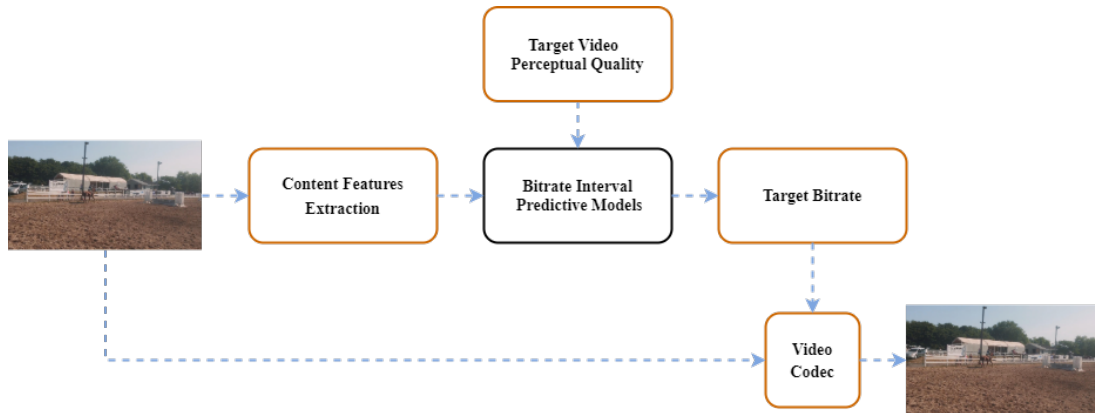 Target Video
Perceptual Quality
Content Features
Extraction
Bitrate Interval
Predictive Models
Target Bitrate
Video
Codec